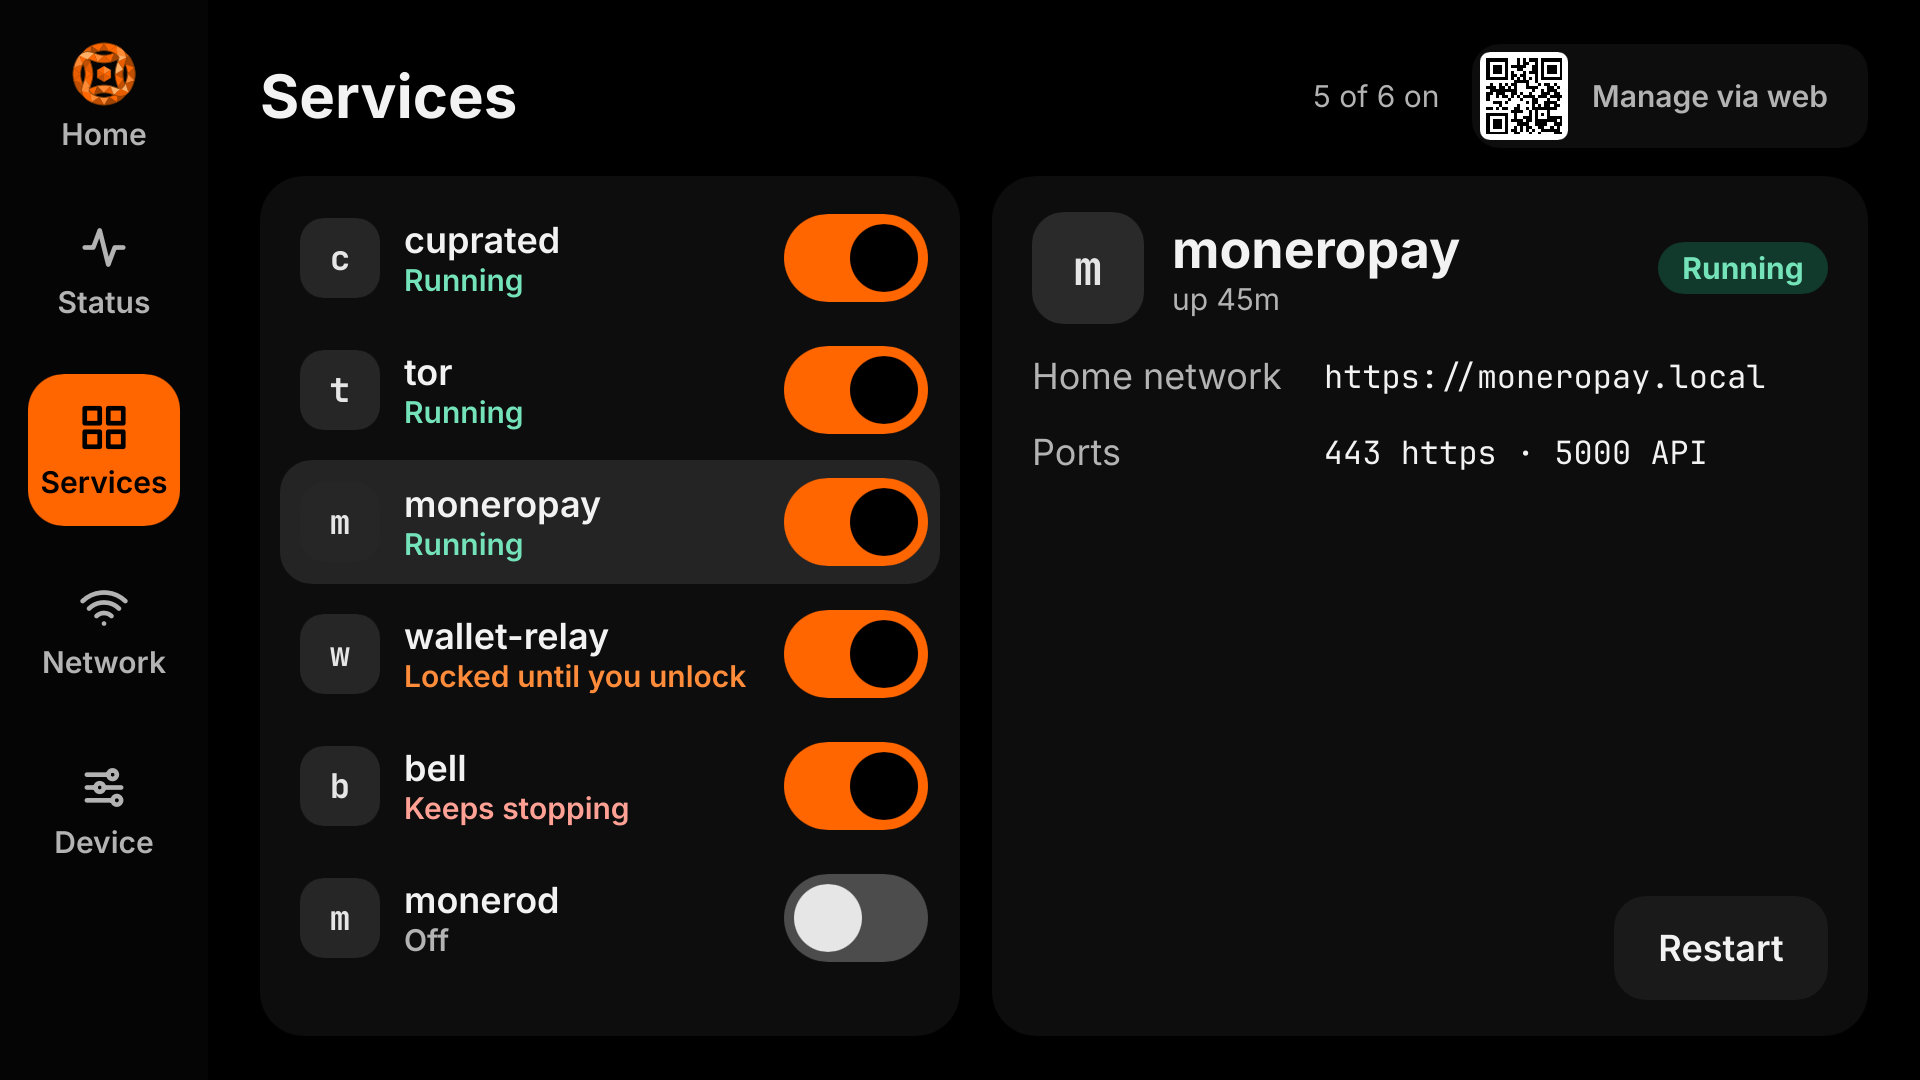 Home
Status
Services
Network
Device
Services
5 of 6 on
Manage via web
c
cuprated
Running
t
tor
Running
m
moneropay
Running
w
wallet-relay
Locked until you unlock
b
bell
Keeps stopping
m
monerod
Off
m
moneropay
up 45m
Running
Home network
https://moneropay.local
Ports
443 https · 5000 API
Restart